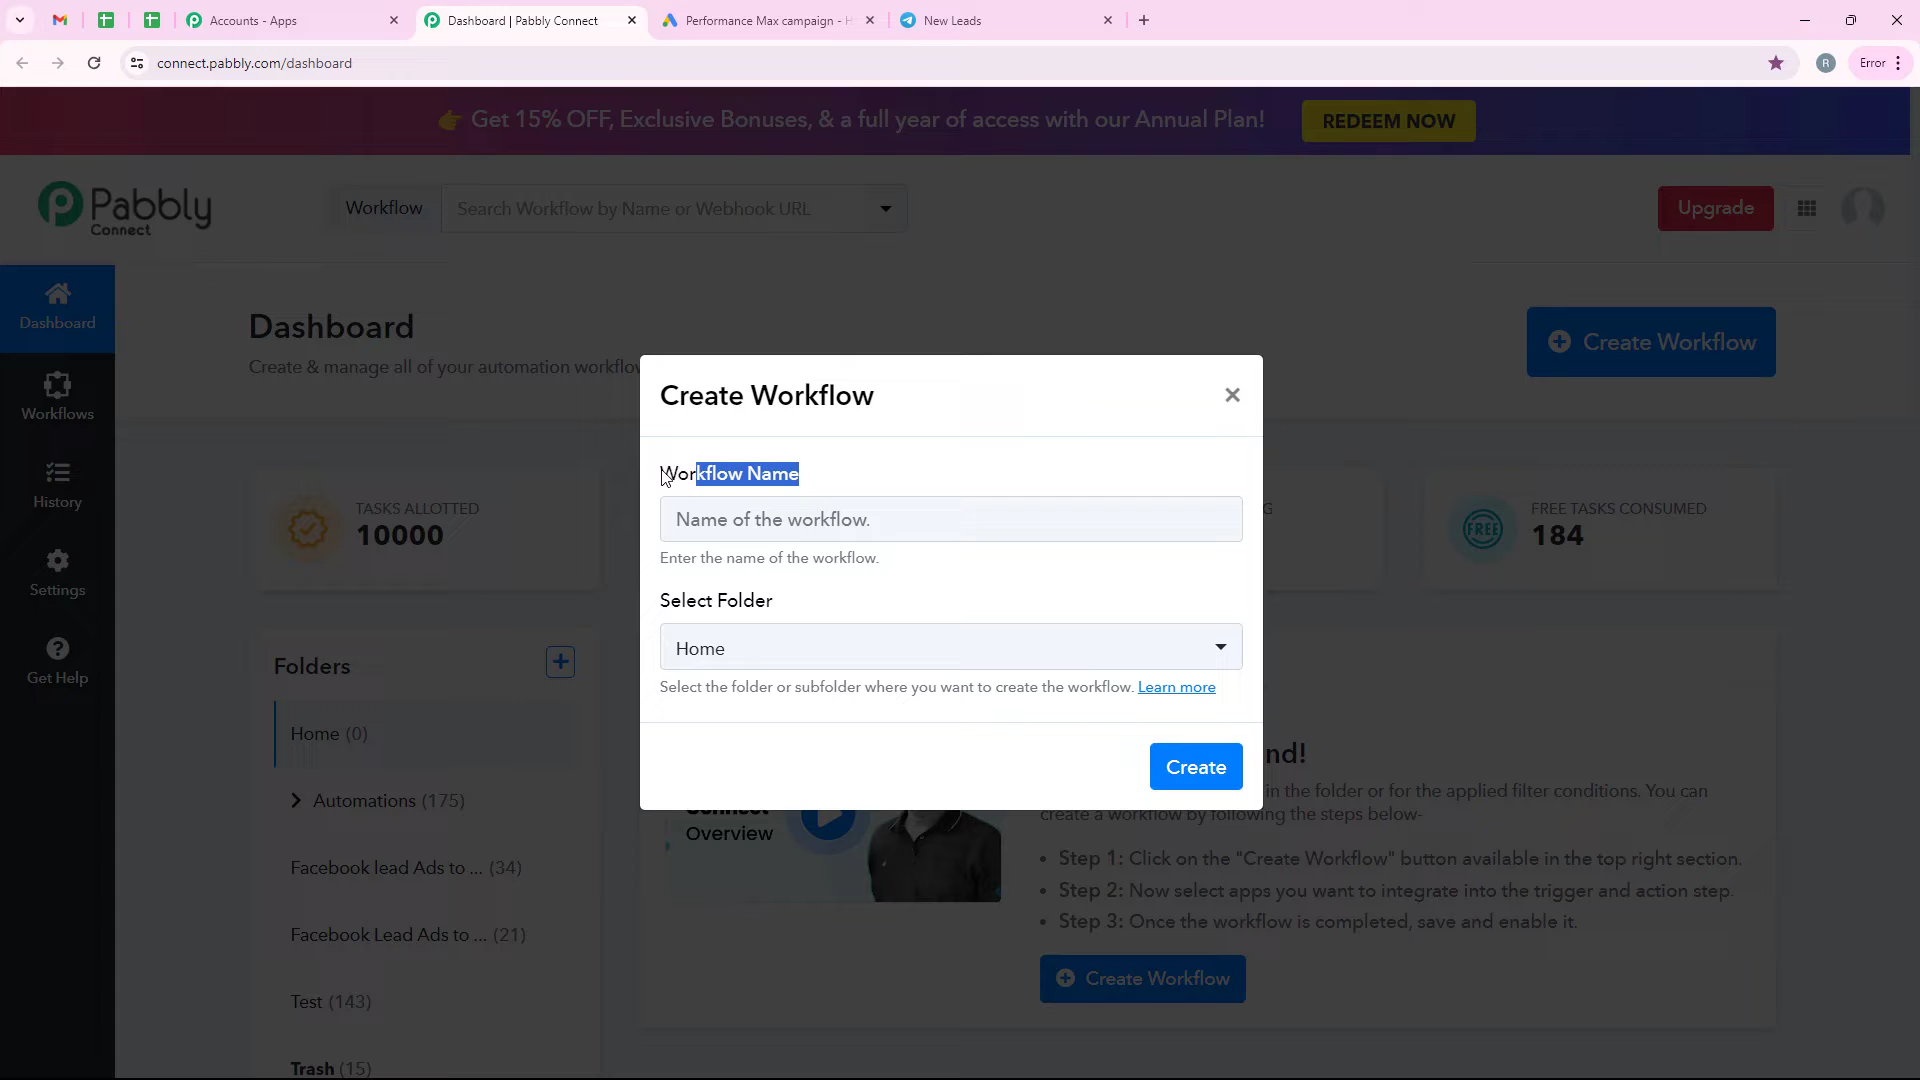 Accounts - Apps
Dashboard | Pabbly Connect
Performance Max campaign - H
New Leads
connect.pabbly.com/dashboard
R
Error
👉 Get 15% OFF, Exclusive Bonuses, & a full year of access with our Annual Plan!
REDEEM NOW
Pabbly
Connect
Workflow
Search Workflow by Name or Webhook URL
Upgrade
Dashboard
Workflows
History
Settings
Get Help
Dashboard
Create & manage all of your automation workflow
Create Workflow
TASKS ALLOTTED
10000
G
FREE TASKS CONSUMED
FREE
184
Folders
Home (0)
Automations (175)
Facebook lead Ads to ... (34)
Facebook Lead Ads to ... (21)
Test (143)
Trash (15)
Create Workflow
Workflow Name
Name of the workflow.
Enter the name of the workflow.
Select Folder
Home
Select the folder or subfolder where you want to create the workflow. Learn more
Create
Connect
Overview
nd!
in the folder or for the applied filter conditions. You can
create a workflow by following the steps below-
• Step 1: Click on the "Create Workflow" button available in the top right section.
• Step 2: Now select apps you want to integrate into the trigger and action step.
• Step 3: Once the workflow is completed, save and enable it.
Create Workflow